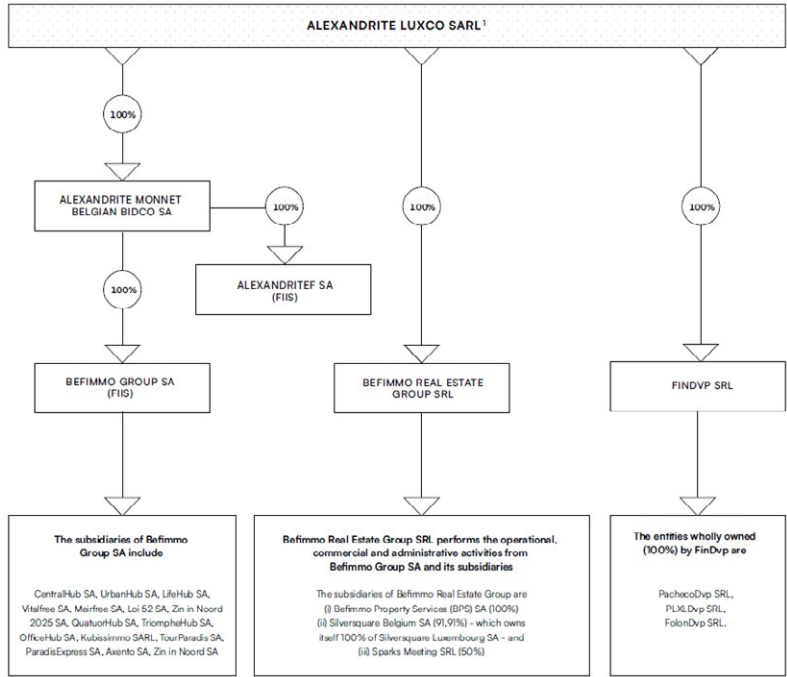 ALEXANDRITE LUXCO SARL¹
100%
ALEXANDRITE MONNET
BELGIAN BIDCO SA
100%
100%
100%
ALEXANDRITEF SA
(FIIS)
100%
BEFIMMO GROUP SA
(FIIS)
BEFIMMO REAL ESTATE
GROUP SRL
FINDVP SRL
The subsidiaries of Befimmo
Group SA include
CentralHub SA, UrbanHub SA, LifeHub SA,
Vitalfree SA, Meirfree SA, Loi 52 SA, Zin in Noord
2025 SA, QuatuorHub SA, TriompheHub SA,
OfficeHub SA, Kubissimmo SARL, TourParadis SA,
ParadisExpress SA, Axento SA, Zin in Noord SA
Befimmo Real Estate Group SRL performs the operational,
commercial and administrative activities from
Befimmo Group SA and its subsidiaries
The subsidiaries of Befimmo Real Estate Group are
(i) Befimmo Property Services (BPS) SA (100%)
(ii) Silversquare Belgium SA (91,91%) - which owns
itself 100% of Silversquare Luxembourg SA - and
(iii) Sparks Meeting SRL (50%)
The entities wholly owned
(100%) by FinDvp are
PachecoDvp SRL,
PLXLDvp SRL,
FolonDvp SRL.